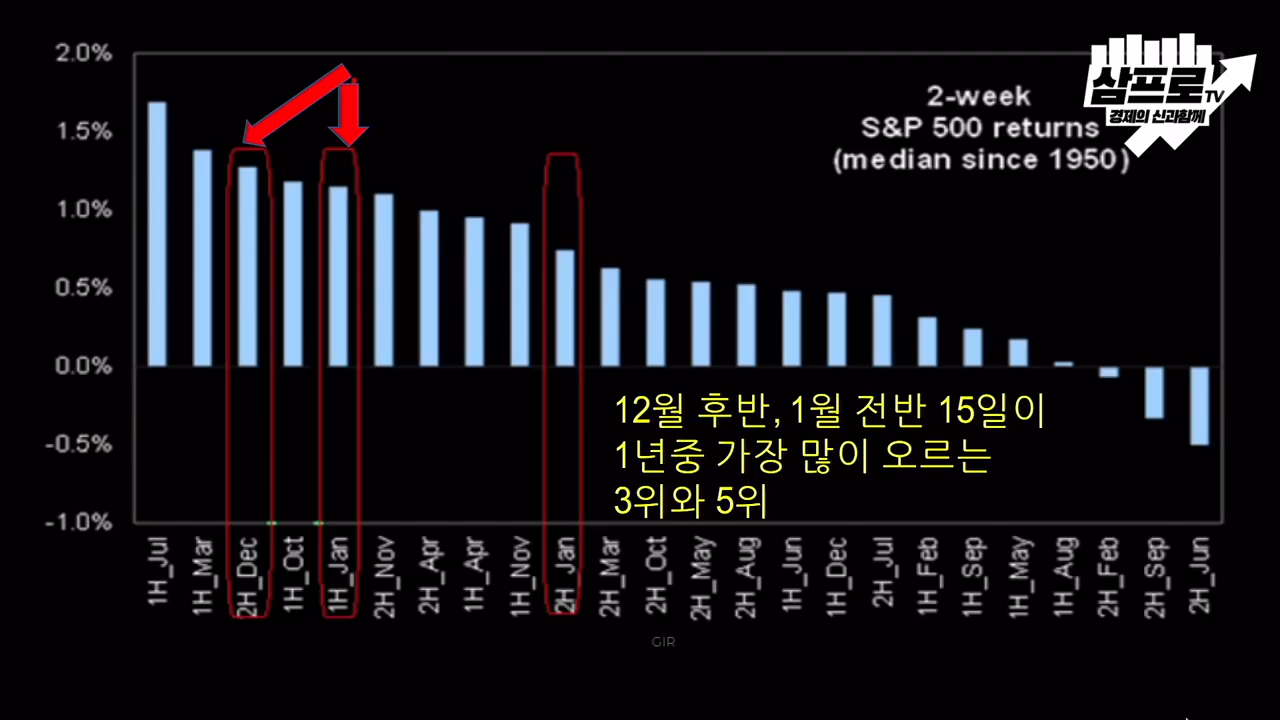 2.0%
1.5%
1.0%
0.5%
0.0%
-0.5%
-1.0%
2-week
S&P 500 returns
(median since 1950)
삼프로TV
경제의 신과함께
12월 후반, 1월 전반 15일이
1년중 가장 많이 오르는
3위와 5위
1H_Jul
1H_Mar
2H_Dec
1H_Oct
1H_Jan
2H_Nov
2H_Apr
1H_Apr
1H_Nov
2H_Jan
2H_Mar
2H_Oct
2H_May
2H_Aug
1H_Jun
1H_Dec
2H_Jul
1H_Feb
1H_Sep
1H_May
1H_Aug
2H_Feb
2H_Sep
2H_Jun
GIR